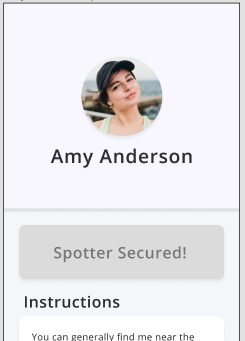 Amy Anderson
Spotter Secured!
Instructions
You can generally find me near the